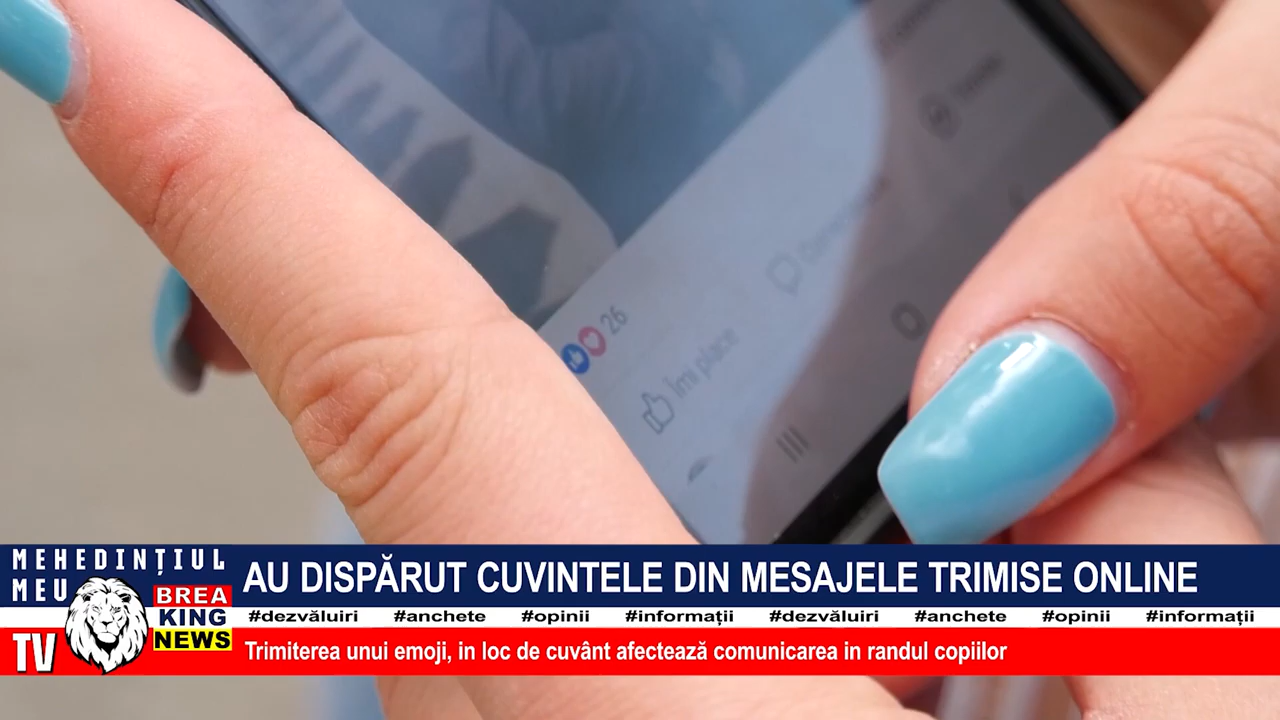 26
Îmi place
MEHEDINȚIUL
MEU
TV
BREA
KING
NEWS
AU DISPĂRUT CUVINTELE DIN MESAJELE TRIMISE ONLINE
#dezvăluiri #anchete #opinii #informații #dezvăluiri #anchete #opinii #informații
Trimiterea unui emoji, in loc de cuvânt afectează comunicarea in randul copiilor